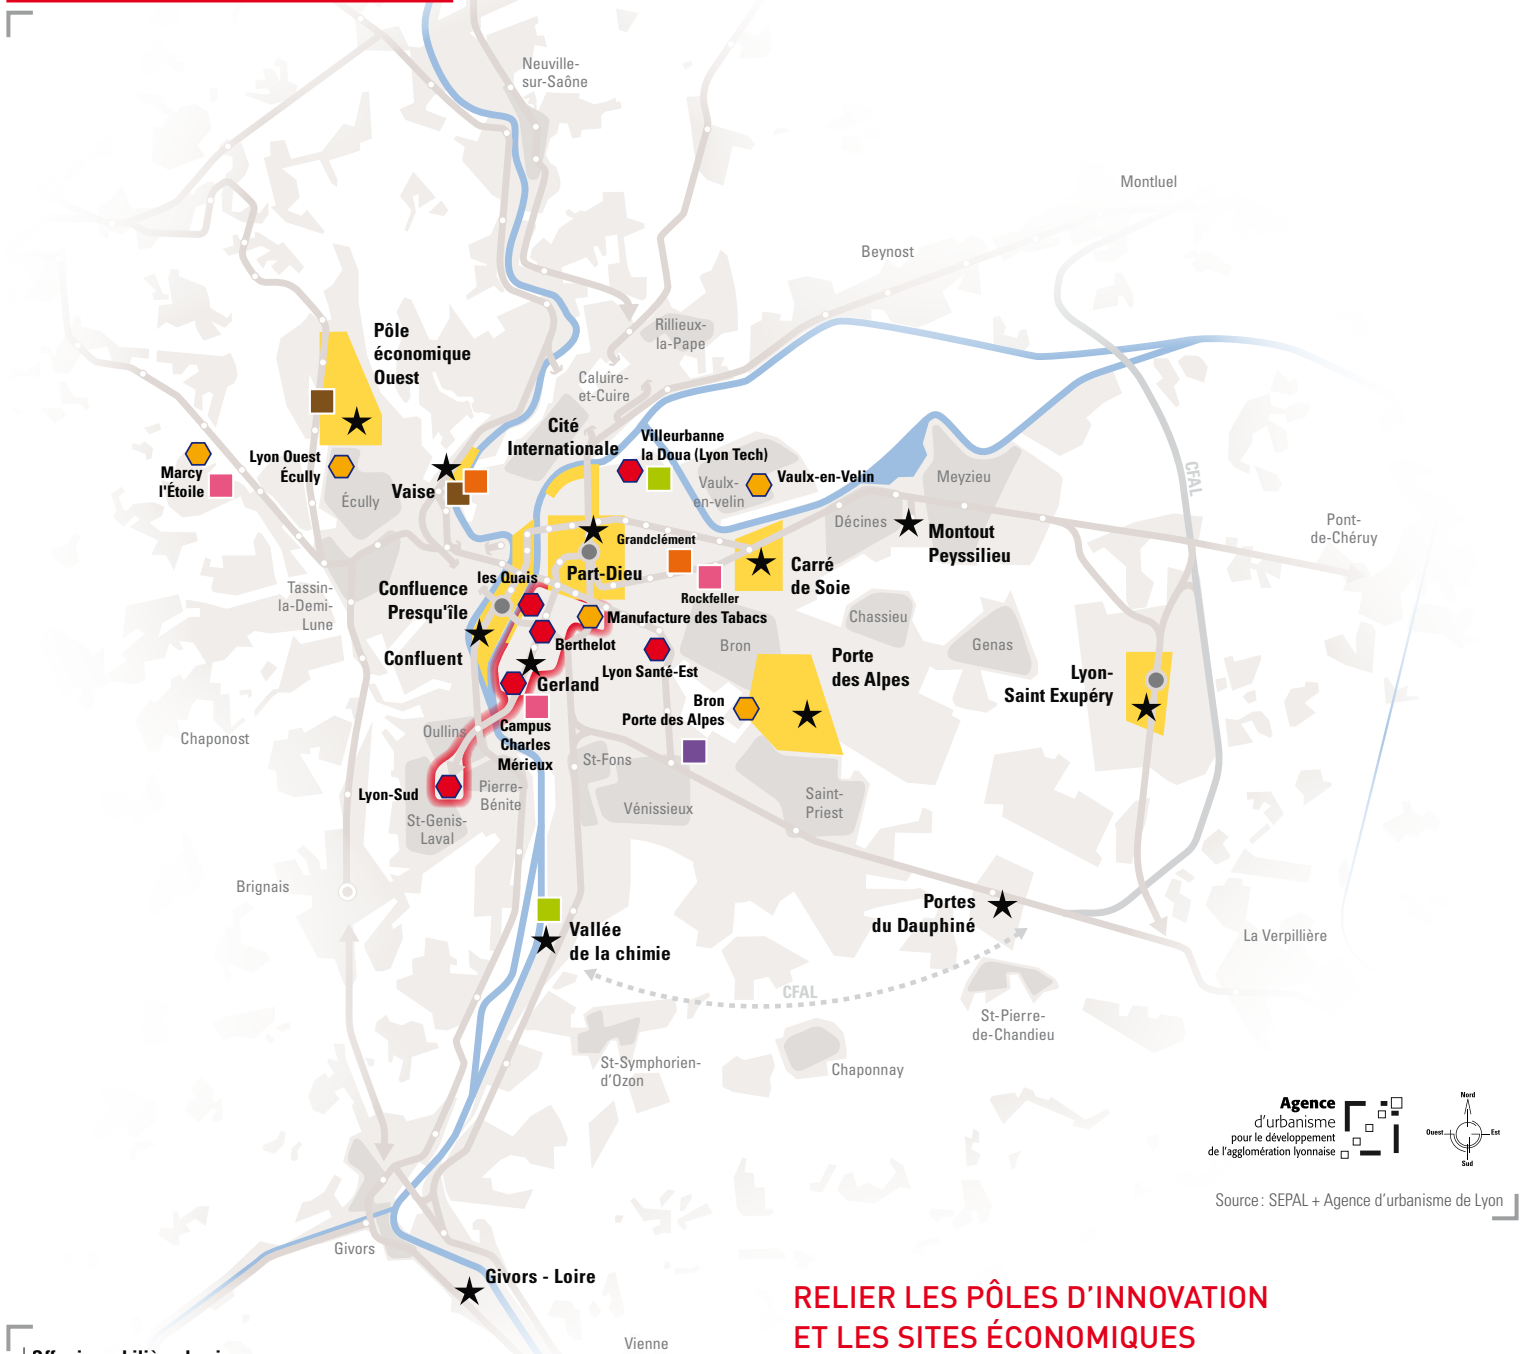 Neuville-
sur-Saône
Montluel
Beynost
Rillieux-
la-Pape
Pôle
économique
Ouest
Caluire-
et-Cuire
Cité
Internationale
Villeurbanne
la Doua (Lyon Tech)
Lyon Ouest
Écully
Marcy
l'Étoile
Écully
Vaise
Vaulx-
en-velin
Vaulx-en-Velin
Meyzieu
CFAL
Décines
Montout
Peyssilieu
Pont-
de-Chéruy
Grandclément
Part-Dieu
Carré
de Soie
les Quais
Confluence
Presqu'île
Rockfeller
Tassin-
la-Demi-
Lune
Manufacture des Tabacs
Chassieu
Berthelot
Bron
Genas
Confluent
Lyon Santé-Est
Porte
des Alpes
Lyon-
Saint Exupéry
Gerland
Bron
Porte des Alpes
Oullins
Campus
Charles
Mérieux
Chaponost
St-Fons
Lyon-Sud
Pierre-
Bénite
Vénissieux
Saint-
Priest
St-Genis-
Laval
Brignais
Portes
du Dauphiné
Vallée
de la chimie
La Verpillière
CFAL
St-Pierre-
de-Chandieu
St-Symphorien-
d'Ozon
Chaponnay
Agence
d'urbanisme
pour le développement
de l'agglomération lyonnaise
Nord
Ouest
Est
Sud
Source : SEPAL + Agence d'urbanisme de Lyon
Givors
Givors - Loire
RELIER LES PÔLES D'INNOVATION
ET LES SITES ÉCONOMIQUES
Vienne